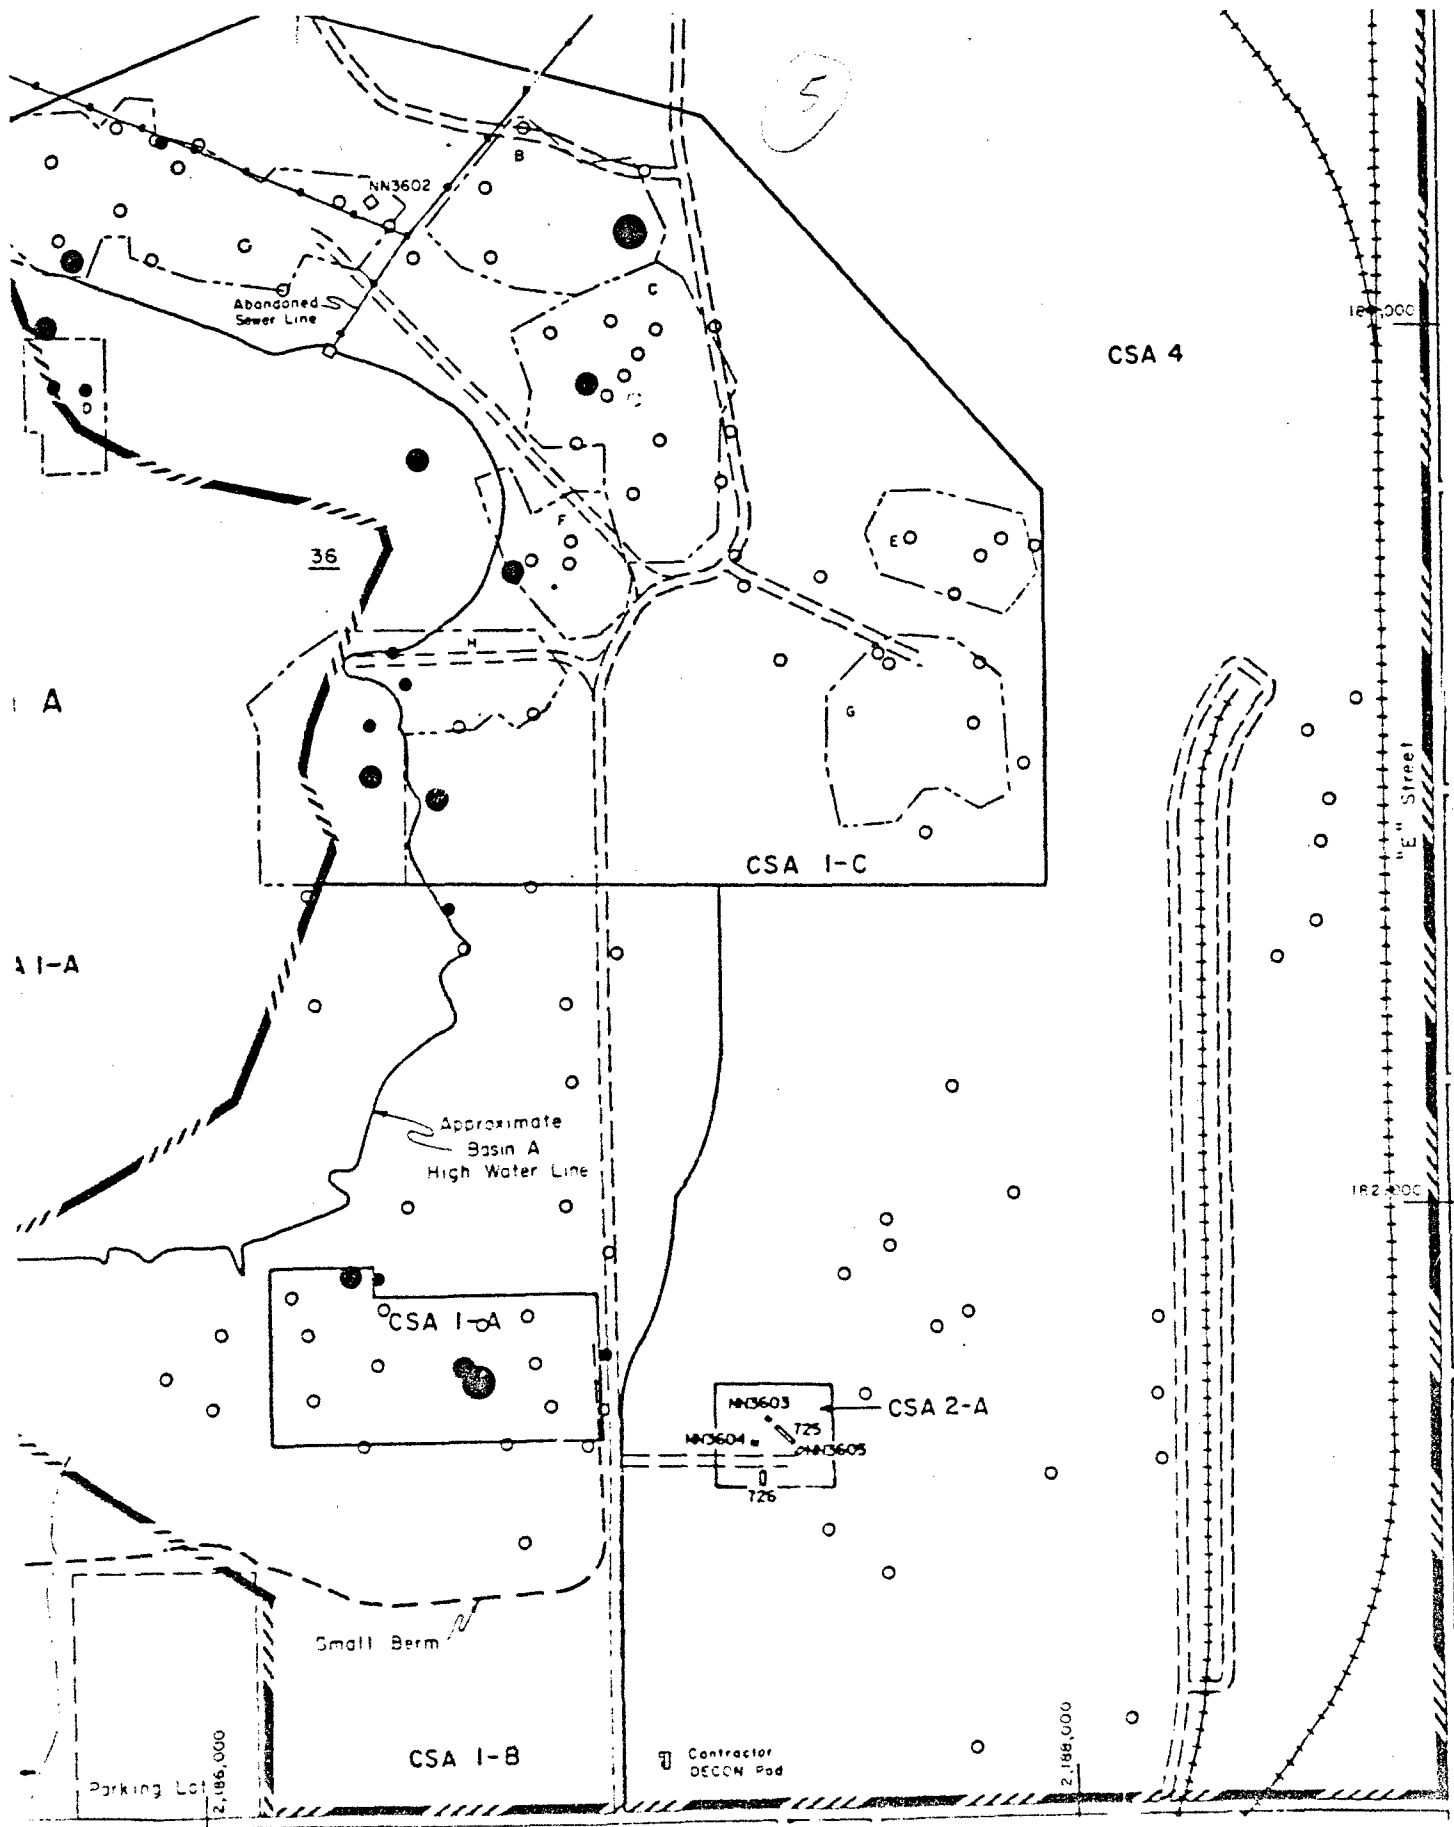 5
B
NN3602
G
C
Abandoned
Sewer Line
CSA 4
D
F
E
36
H
A
G
"E" Street
CSA 1-C
A 1-A
Approximate
Basin A
High Water Line
182,000
CSA 1-A
NN3603
CSA 2-A
725
NN3604
NN3605
726
Small Berm
2,186,000
2,188,000
CSA 1-B
Contractor
DECON Pad
Parking Lot